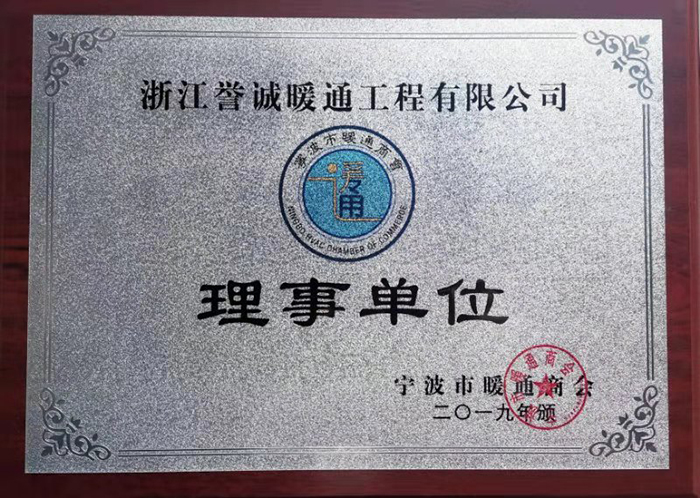 浙江誉诚暖通工程有限公司
寧波市暖通商會
NINGBO HVAC CHAMBER OF COMMERCE
理事单位
宁波市暖通商会
二〇一九年颁